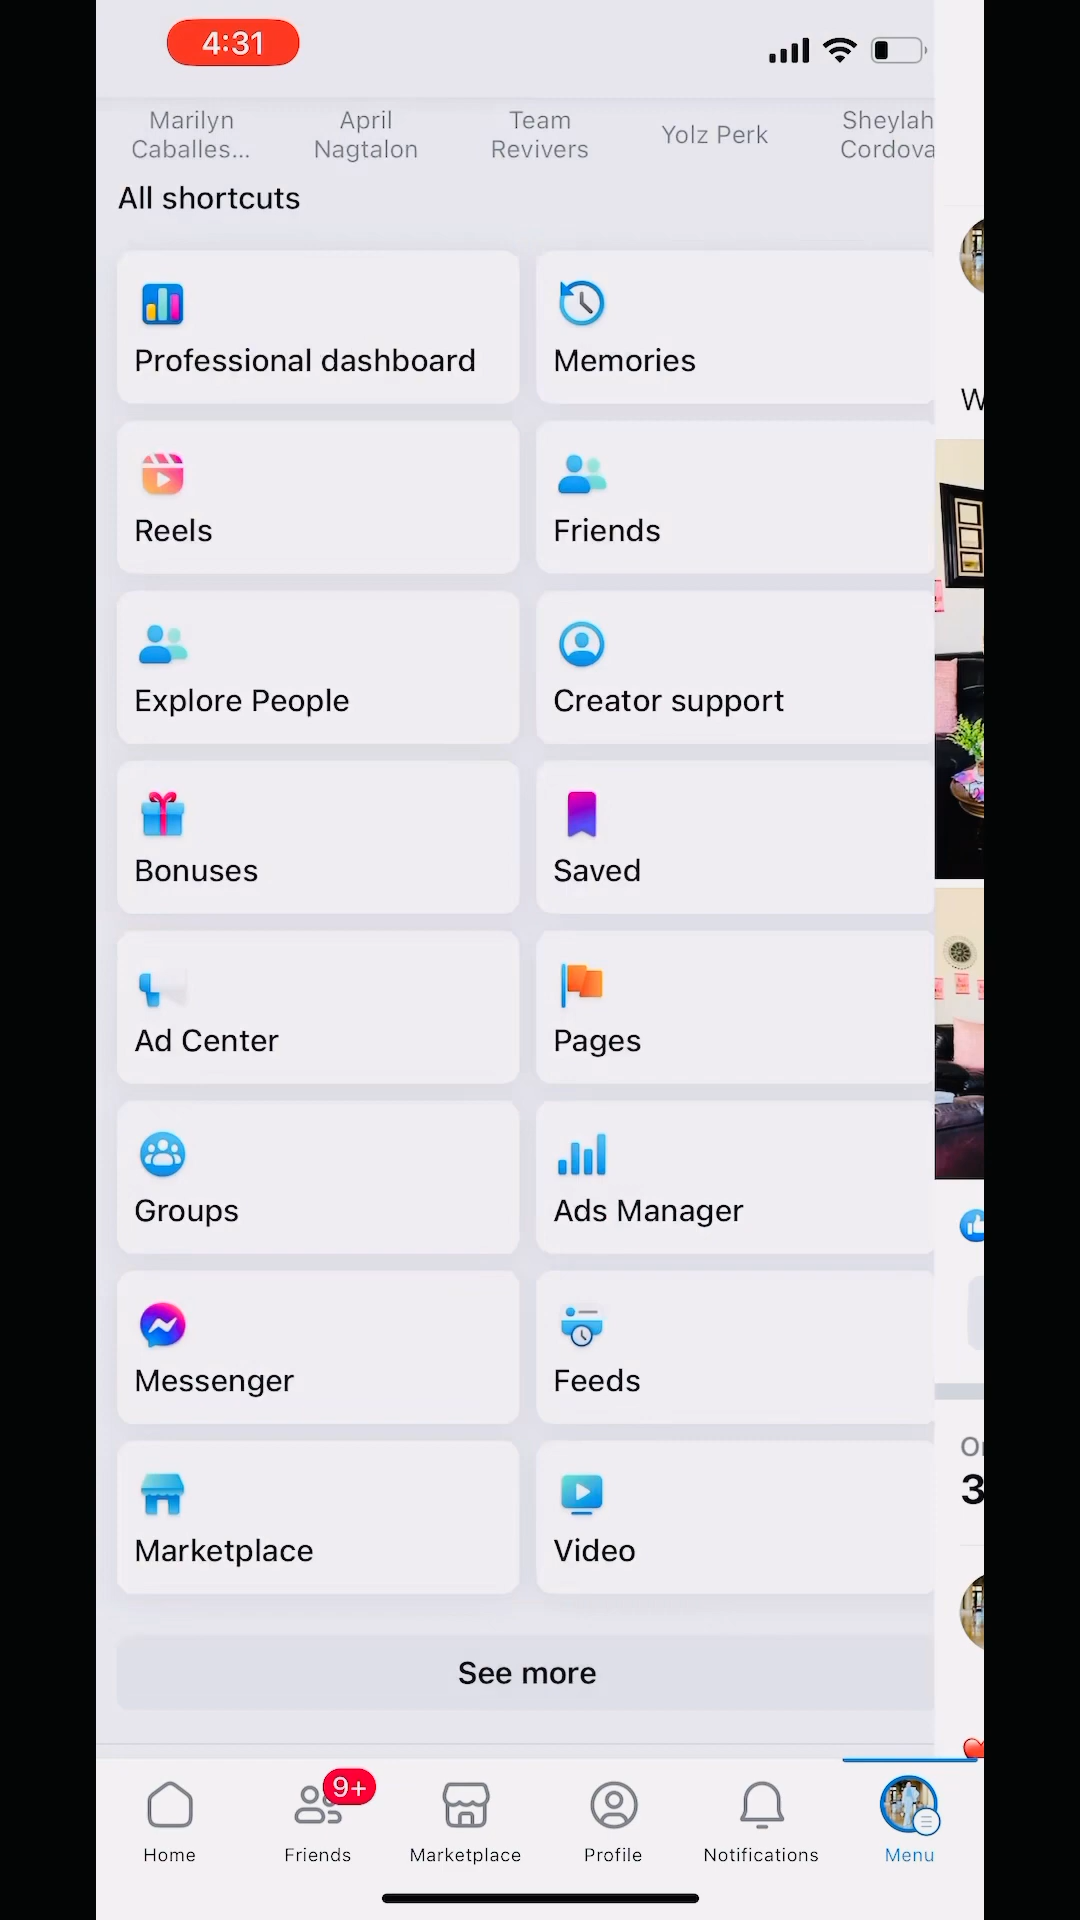 4:31
Marilyn
Caballes...
April
Nagtalon
Team
Revivers
Yolz Perk
Sheylah
Cordova
All shortcuts
Professional dashboard
Memories
Reels
Friends
Explore People
Creator support
Bonuses
Saved
Ad Center
Pages
Groups
Ads Manager
Messenger
Feeds
Marketplace
Video
See more
9+
Home
Friends
Marketplace
Profile
Notifications
Menu